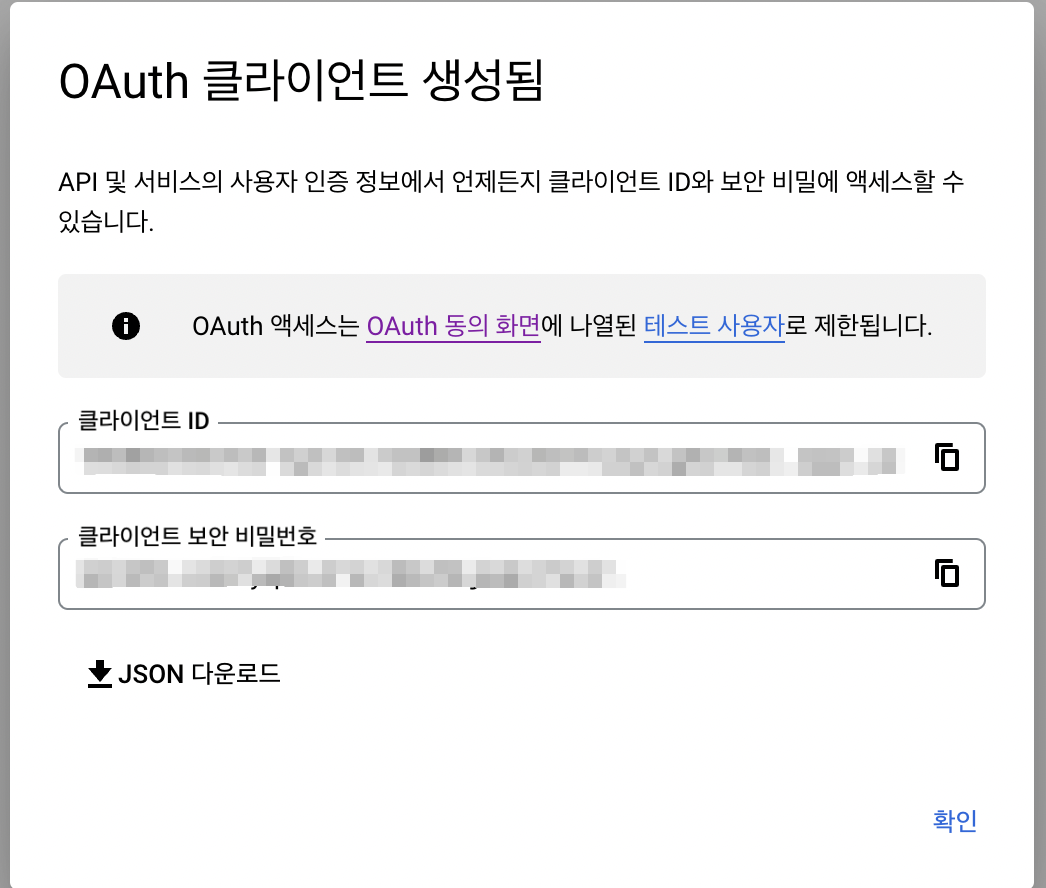 OAuth 클라이언트 생성됨
API 및 서비스의 사용자 인증 정보에서 언제든지 클라이언트 ID와 보안 비밀에 액세스할 수
있습니다.
OAuth 액세스는 OAuth 동의 화면에 나열된 테스트 사용자로 제한됩니다.
클라이언트 ID
클라이언트 보안 비밀번호
JSON 다운로드
확인